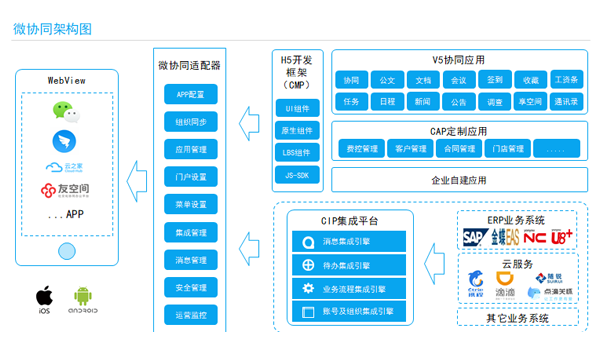 微协同架构图
WebView
云之家
友空间
...APP
iOS
ANDROID
微协同适配器
APP配置
组织同步
应用管理
门户设置
菜单设置
集成管理
消息管理
安全管理
运营监控
H5开发
框架
（CMP）
UI组件
原生组件
LBS组件
JS-SDK
V5协同应用
协同 公文 文档 会议 签到 收藏 工资条
任务 日程 新闻 公告 调查 享空间 通讯录
CAP定制应用
费控管理 客户管理 合同管理 门店管理 .....
企业自建应用
CIP集成平台
消息集成引擎
待办集成引擎
业务流程集成引擎
账号及组织集成引擎
ERP业务系统
SAP 金蝶EAS NC U8+
云服务
携程 滴滴 随锐
其它业务系统